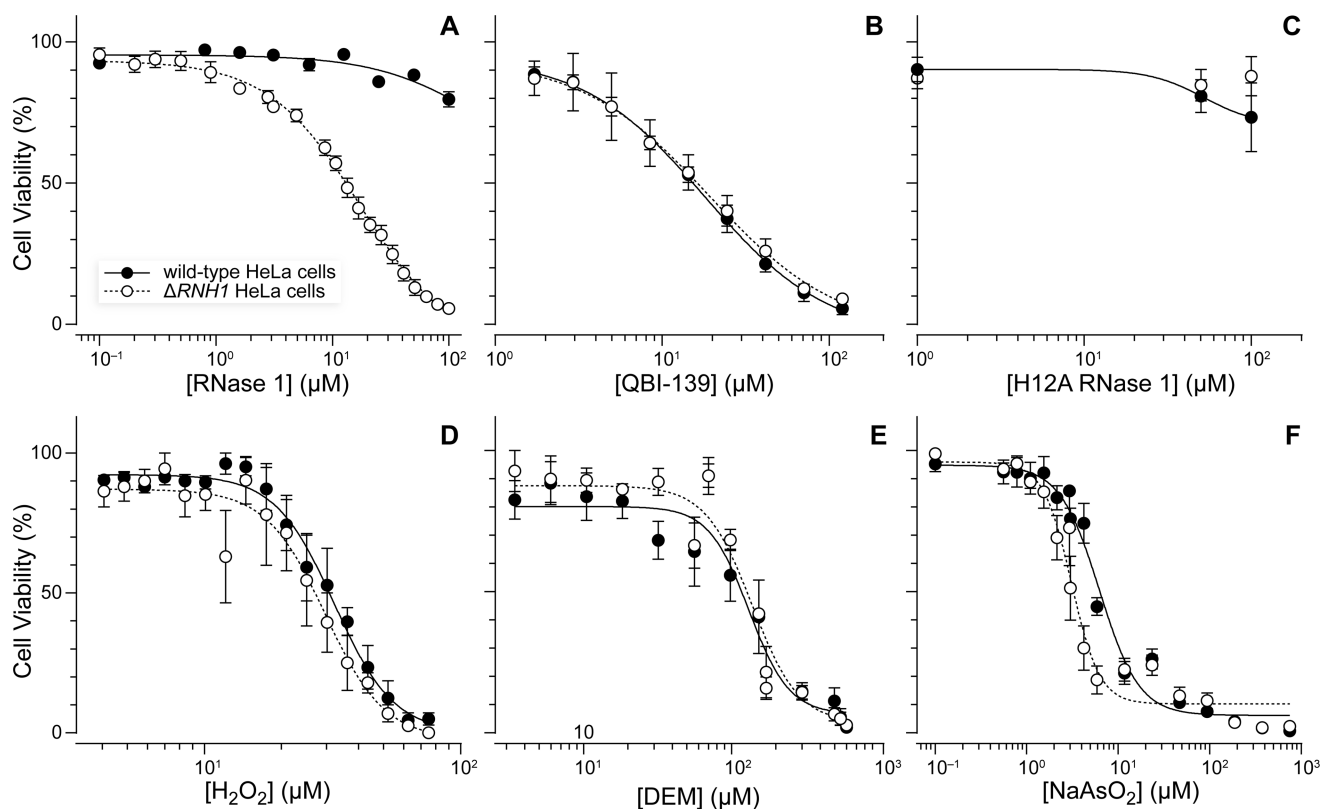 A
B
C
Cell Viability (%)
100
50
0
wild-type HeLa cells
ΔRNH1 HeLa cells
10⁻¹ 10⁰ 10¹ 10²
[RNase 1] (μM)
10⁰ 10¹ 10²
[QBI-139] (μM)
10⁰ 10¹ 10²
[H12A RNase 1] (μM)
D
E
F
Cell Viability (%)
100
50
0
10¹ 10²
[H₂O₂] (μM)
10
10² 10³
[DEM] (μM)
10⁻¹ 10⁰ 10¹ 10² 10³
[NaAsO₂] (μM)